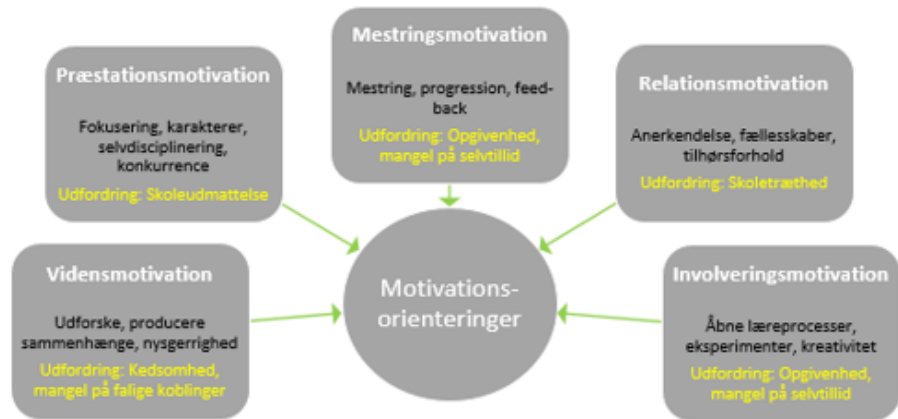 Mestringsmotivation
Mestring, progression, feed-
back
Udfordring: Opgivenhed,
mangel på selvtillid
Præstationsmotivation
Fokusering, karakterer,
selvdisciplinering,
konkurrence
Udfordring: Skoleudmattelse
Relationsmotivation
Anerkendelse, fællesskaber,
tilhørsforhold
Udfordring: Skoletræthed
Vidensmotivation
Udforske, producere
sammenhænge, nysgerrighed
Udfordring: Kedsomhed,
mangel på falige koblinger
Motivations-
orienteringer
Involveringsmotivation
Åbne læreprocesser,
eksperimenter, kreativitet
Udfordring: Opgivenhed,
mangel på selvtillid